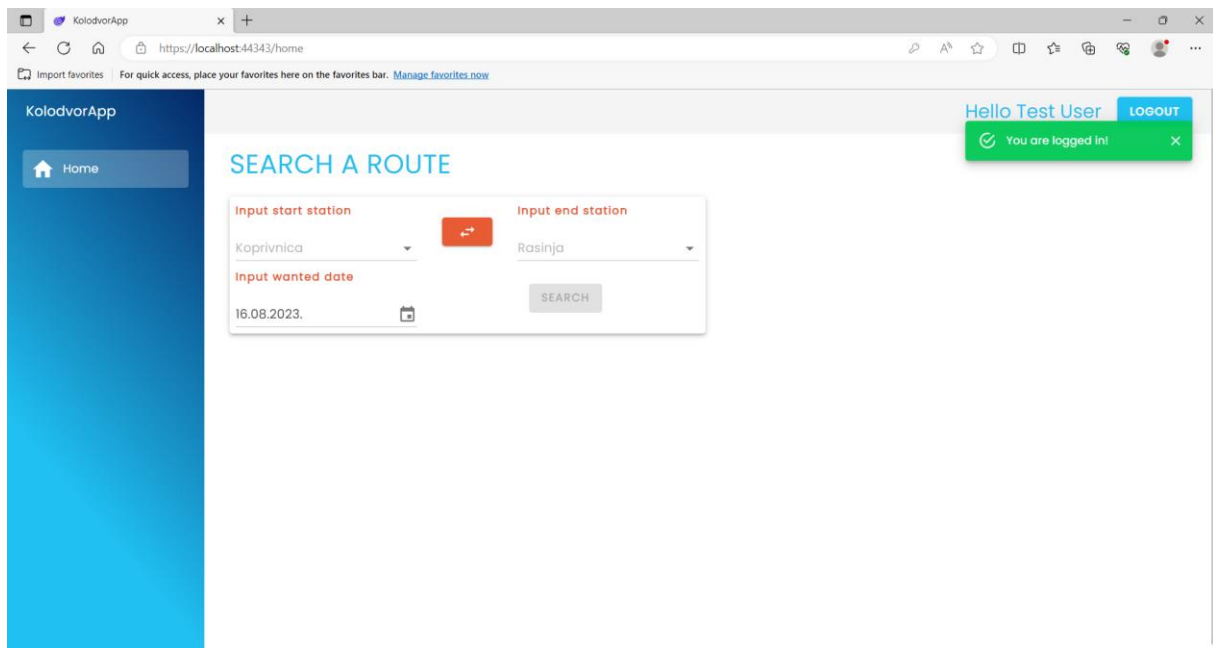 KolodvorApp
https://localhost:44343/home
Import favorites For quick access, place your favorites here on the favorites bar. Manage favorites now
KolodvorApp
Hello Test User LOGOUT
You are logged in!
Home
SEARCH A ROUTE
Input start station Input end station
Koprivnica Rasinja
Input wanted date
SEARCH
16.08.2023.